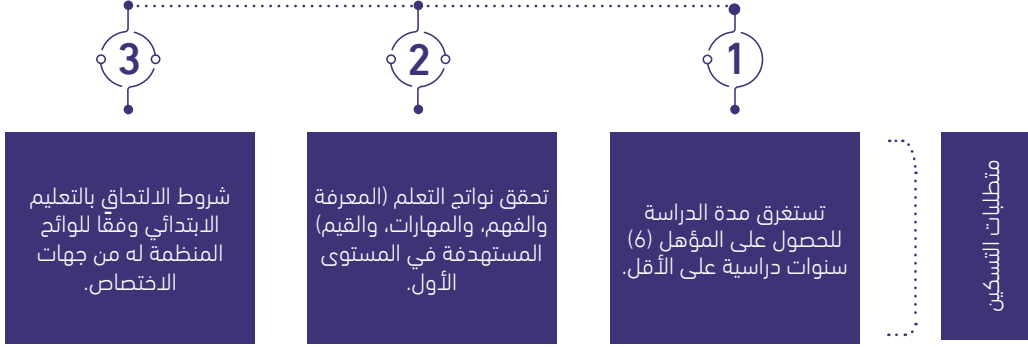 متطلبات التسكين
1
تستغرق مدة الدراسة
للحصول على المؤهل (6)
سنوات دراسية على الأقل.
2
تحقق نواتج التعلم (المعرفة
والفهم، والمهارات، والقيم)
المستهدفة في المستوى
الأول.
3
شروط الالتحاق بالتعليم
الابتدائي وفقًا للوائح
المنظمة له من جهات
الاختصاص.